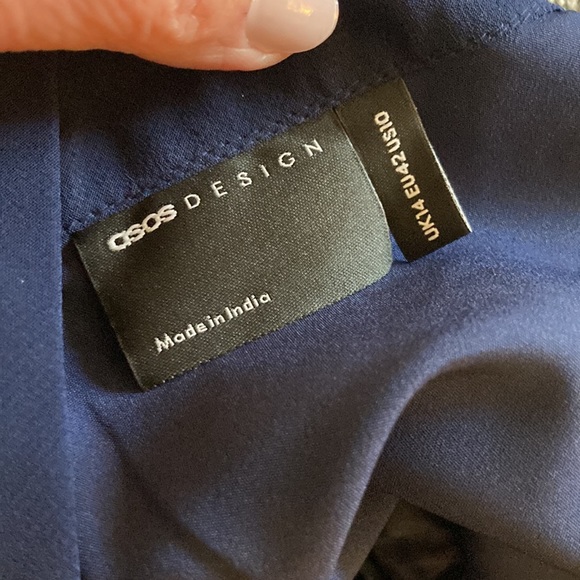 asos DESIGN
Made in India
UK14 EU42 US10